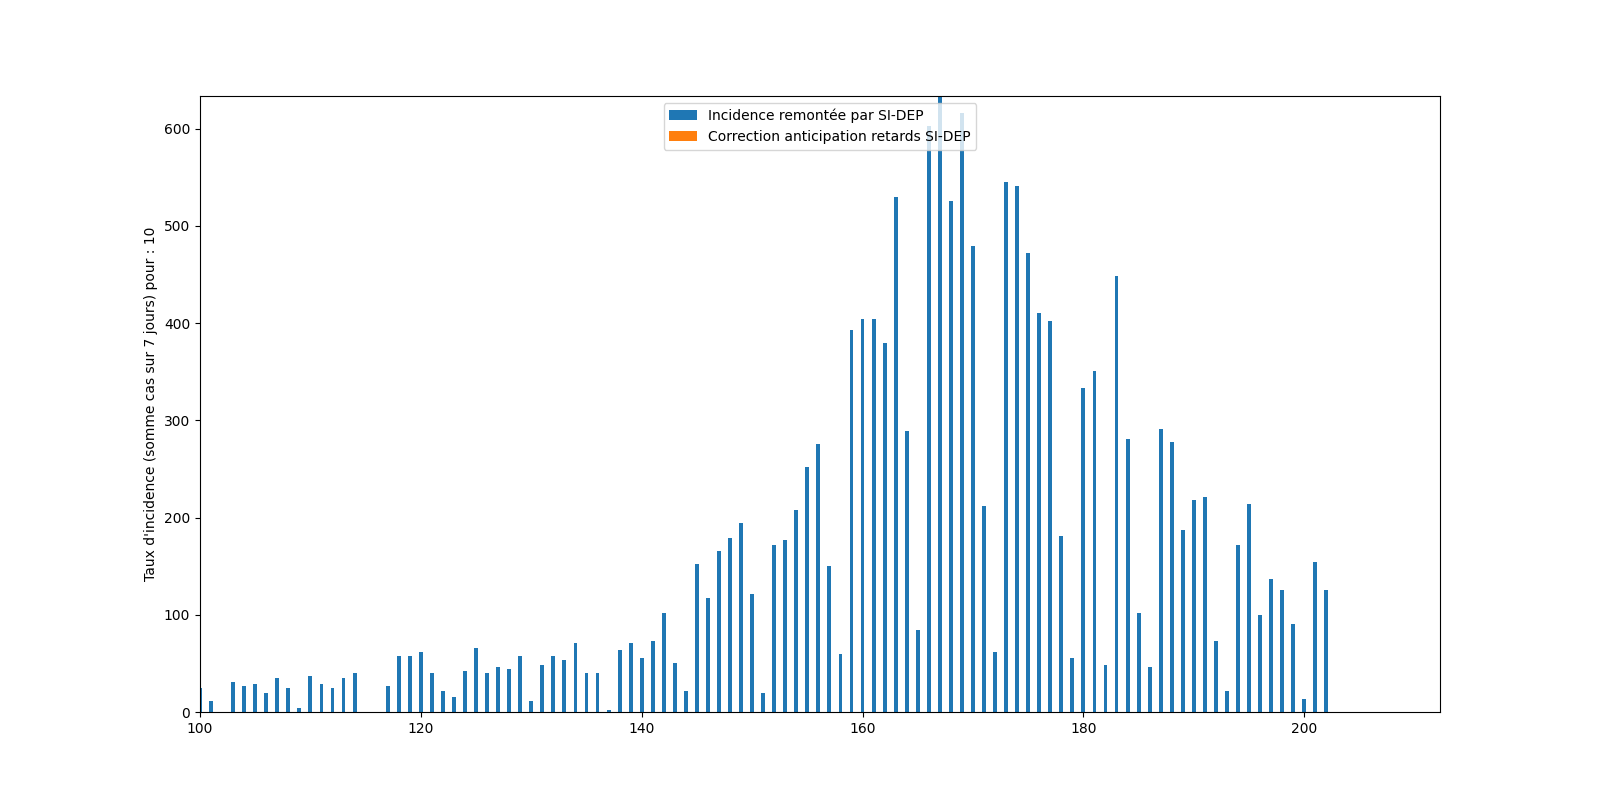 Incidence remontée par SI-DEP
Correction anticipation retards SI-DEP
Taux d'incidence (somme cas sur 7 jours) pour : 10
600
500
400
300
200
100
0
100 120 140 160 180 200